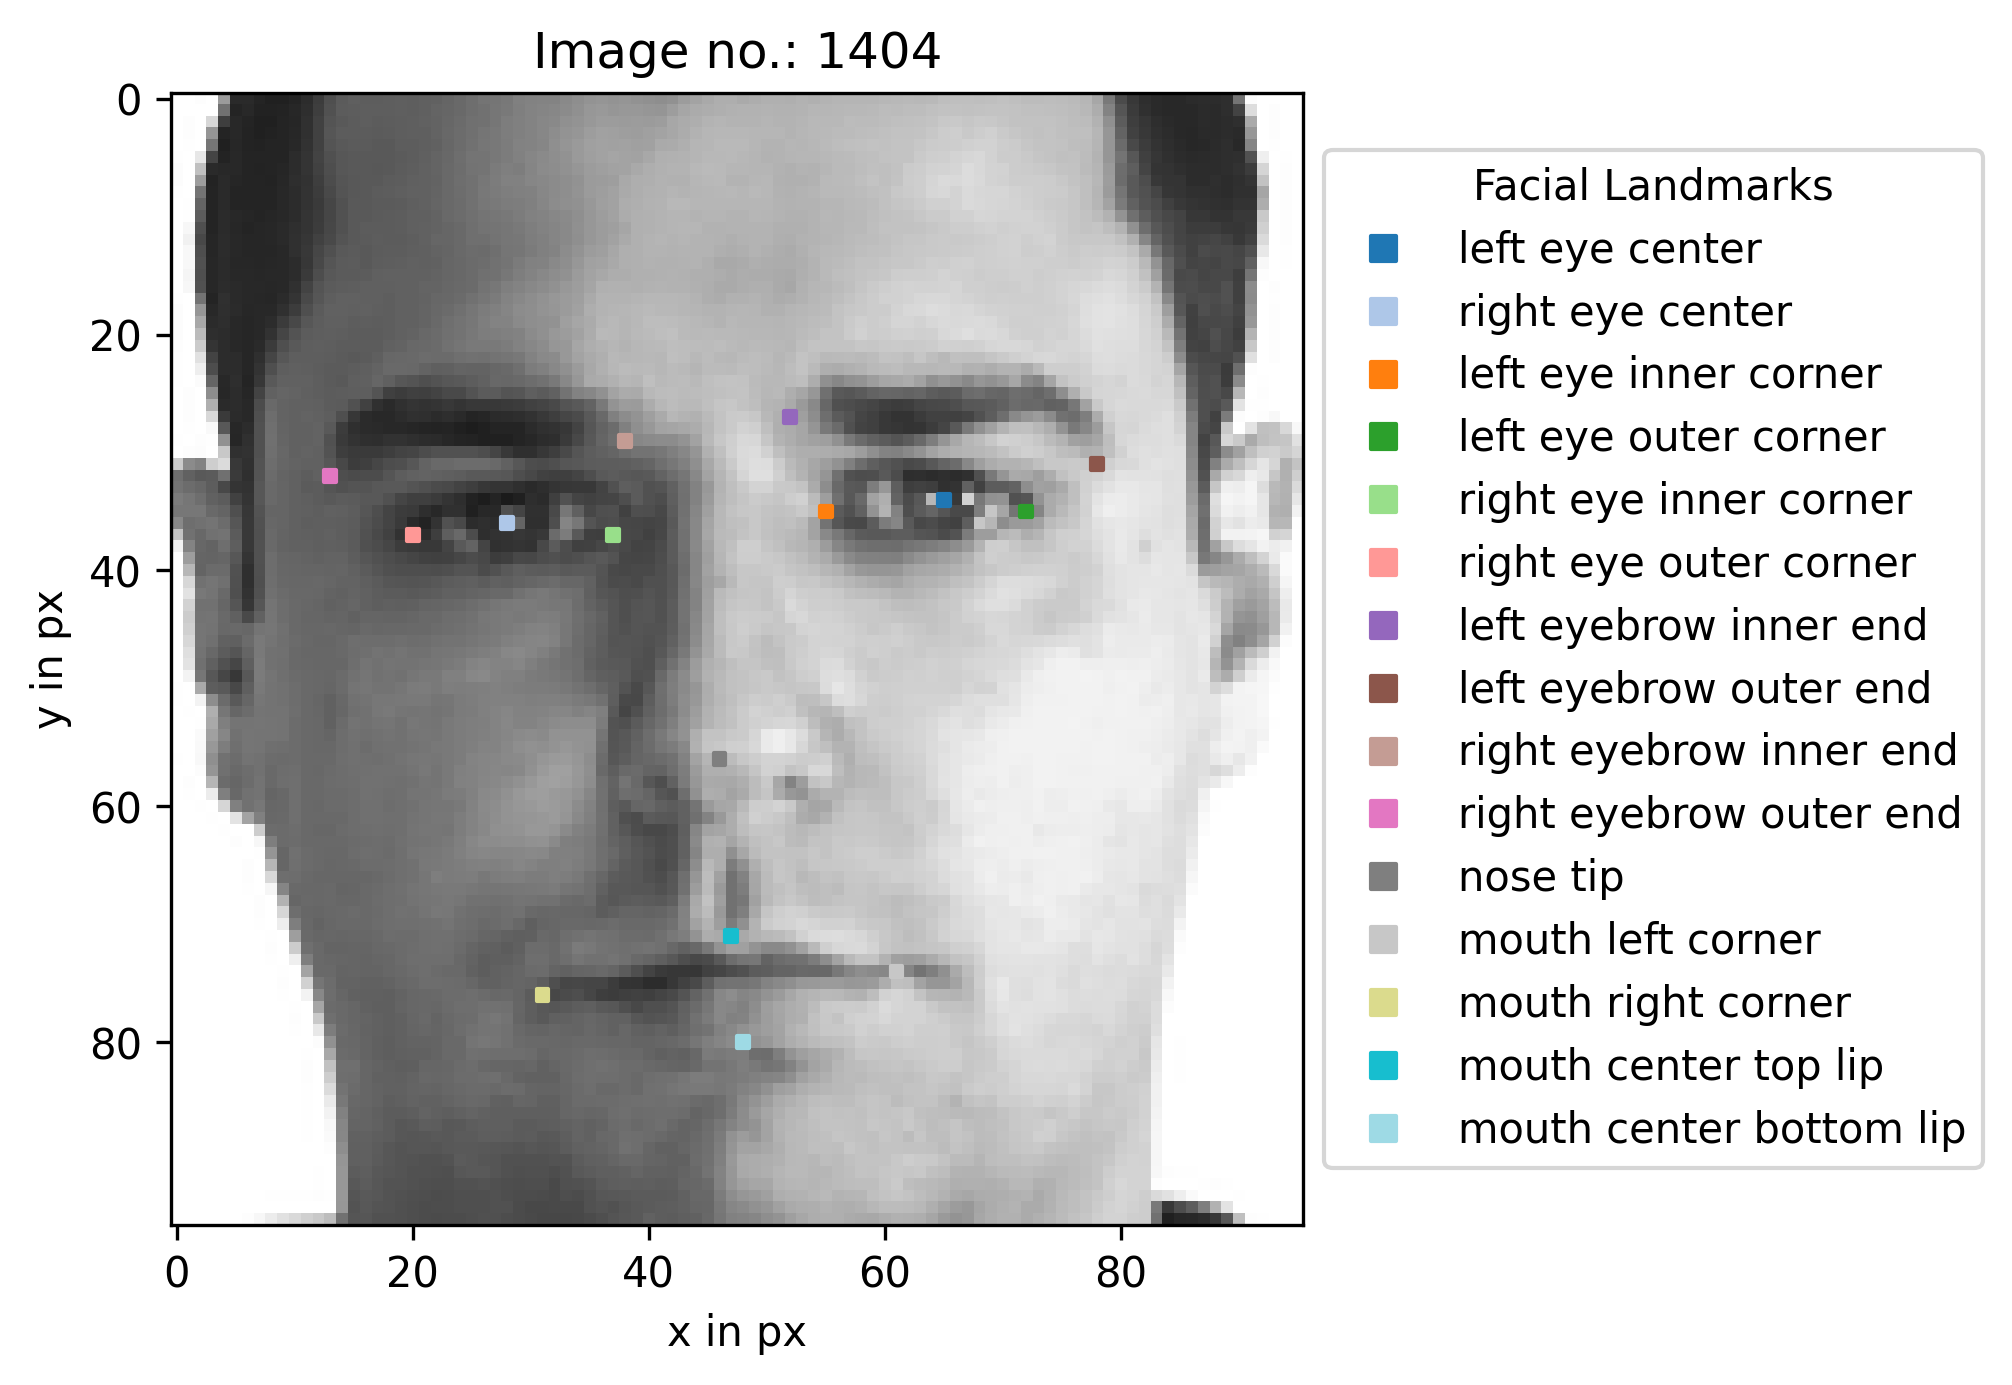 Image no.: 1404
0
20
40
60
80
y in px
0 20 40 60 80
x in px
Facial Landmarks
left eye center
right eye center
left eye inner corner
left eye outer corner
right eye inner corner
right eye outer corner
left eyebrow inner end
left eyebrow outer end
right eyebrow inner end
right eyebrow outer end
nose tip
mouth left corner
mouth right corner
mouth center top lip
mouth center bottom lip